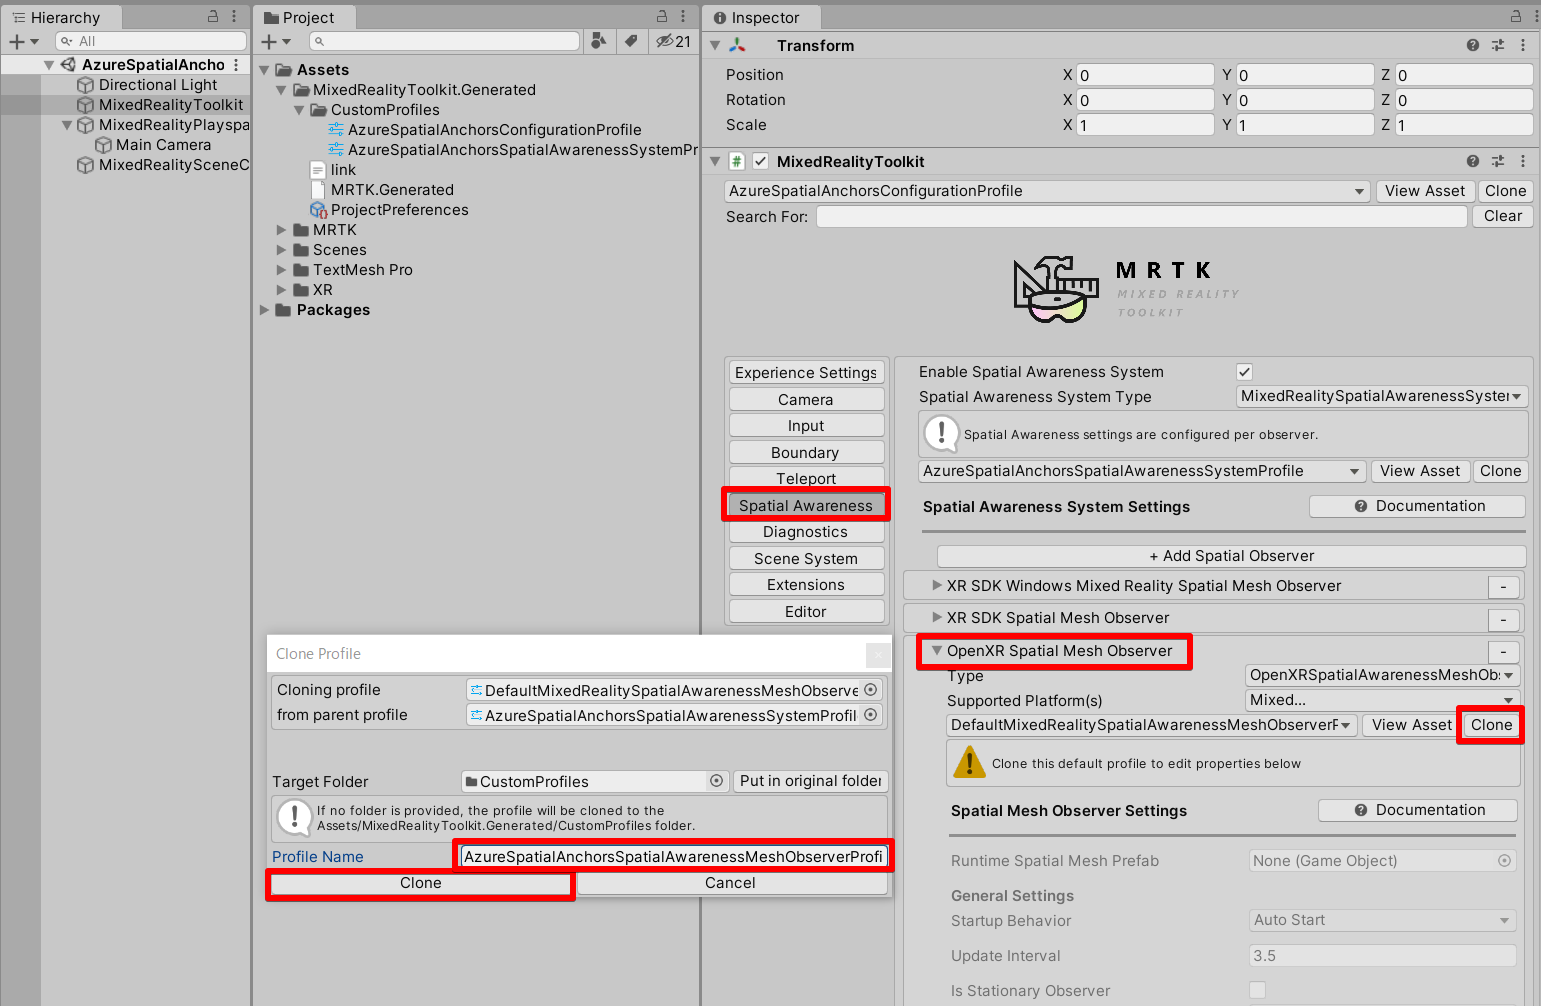 Hierarchy
All
AzureSpatialAncho
Directional Light
MixedRealityToolkit
MixedRealityPlayspa
Main Camera
MixedRealitySceneC
Project
21
Assets
MixedRealityToolkit.Generated
CustomProfiles
AzureSpatialAnchorsConfigurationProfile
AzureSpatialAnchorsSpatialAwarenessSystemPr
link
MRTK.Generated
ProjectPreferences
MRTK
Scenes
TextMesh Pro
XR
Packages
Inspector
Transform
Position X 0 Y 0 Z 0
Rotation X 0 Y 0 Z 0
Scale X 1 Y 1 Z 1
# MixedRealityToolkit
AzureSpatialAnchorsConfigurationProfile View Asset Clone
Search For: Clear
MRTK
MIXED REALITY
TOOLKIT
Experience Settings
Camera
Input
Boundary
Teleport
Spatial Awareness
Diagnostics
Scene System
Extensions
Editor
Enable Spatial Awareness System
Spatial Awareness System Type MixedRealitySpatialAwarenessSyster
Spatial Awareness settings are configured per observer.
AzureSpatialAnchorsSpatialAwarenessSystemProfile View Asset Clone
Spatial Awareness System Settings Documentation
+ Add Spatial Observer
XR SDK Windows Mixed Reality Spatial Mesh Observer -
XR SDK Spatial Mesh Observer -
OpenXR Spatial Mesh Observer -
Type OpenXRSpatialAwarenessMeshOb
Supported Platform(s) Mixed...
DefaultMixedRealitySpatialAwarenessMeshObserverF View Asset Clone
Clone this default profile to edit properties below
Spatial Mesh Observer Settings Documentation
Runtime Spatial Mesh Prefab None (Game Object)
General Settings
Startup Behavior Auto Start
Update Interval 3.5
Is Stationary Observer
Clone Profile
Cloning profile DefaultMixedRealitySpatialAwarenessMeshObserve
from parent profile AzureSpatialAnchorsSpatialAwarenessSystemProfil
Target Folder CustomProfiles Put in original folder
If no folder is provided, the profile will be cloned to the
Assets/MixedRealityToolkit.Generated/CustomProfiles folder.
Profile Name AzureSpatialAnchorsSpatialAwarenessMeshObserverProfi
Clone Cancel